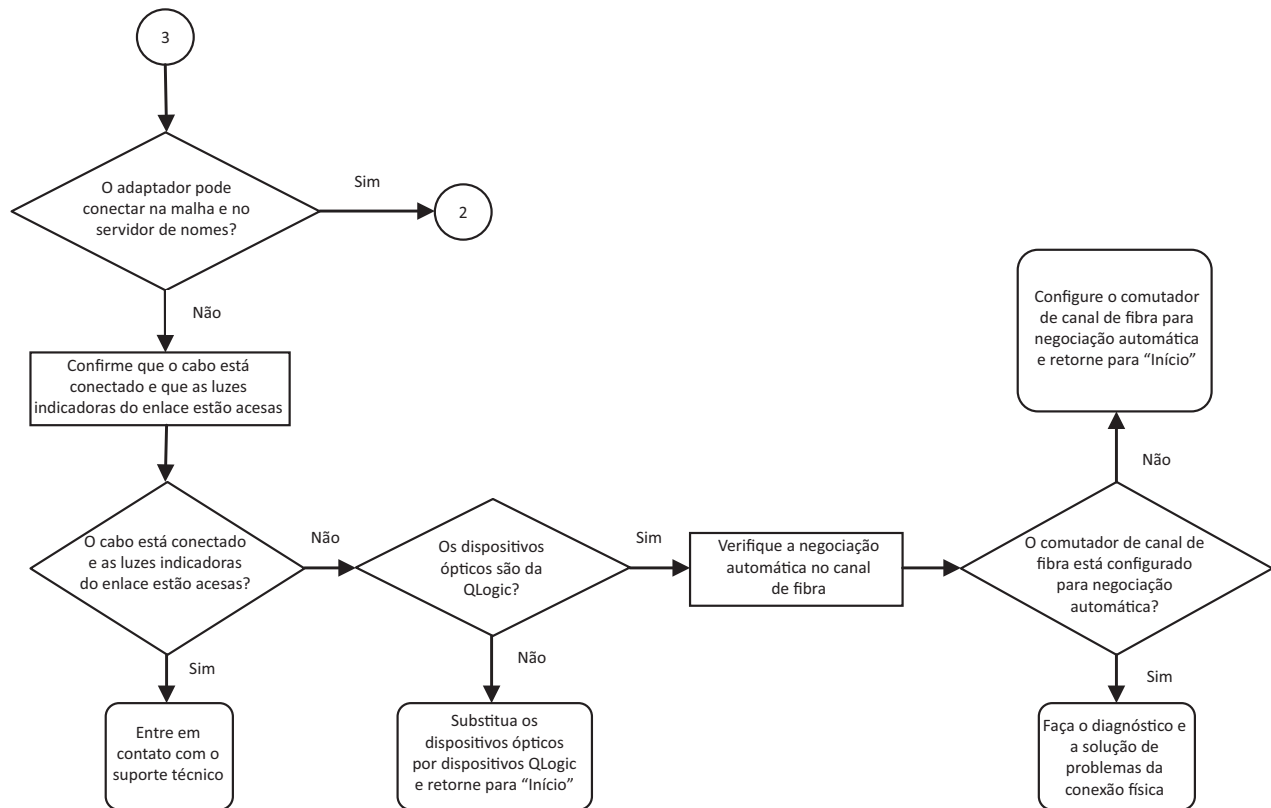 3
O adaptador pode
conectar na malha e no
servidor de nomes?
Sim
2
Não
Confirme que o cabo está
conectado e que as luzes
indicadoras do enlace estão acesas
O cabo está conectado
e as luzes indicadoras
do enlace estão acesas?
Não
Sim
Entre em
contato com o
suporte técnico
Os dispositivos
ópticos são da
QLogic?
Sim
Não
Substitua os
dispositivos ópticos
por dispositivos QLogic
e retorne para “Início”
Verifique a negociação
automática no canal
de fibra
O comutador de canal de
fibra está configurado
para negociação
automática?
Não
Configure o comutador
de canal de fibra para
negociação automática
e retorne para “Início”
Sim
Faça o diagnóstico e
a solução de
problemas da
conexão física